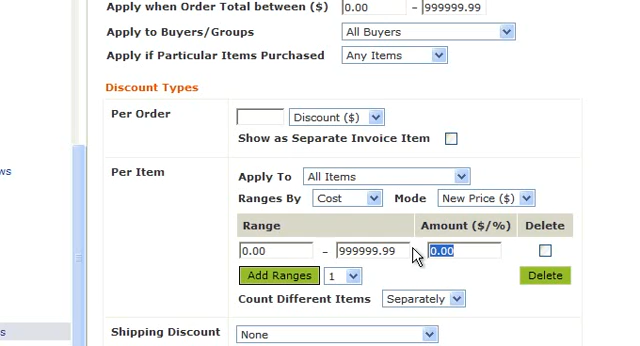 Apply when Order Total between ($) 0.00 - 999999.99
Apply to Buyers/Groups All Buyers
Apply if Particular Items Purchased Any Items
Discount Types
Per Order Discount ($)
Show as Separate Invoice Item
ws
Per Item Apply To All Items
Ranges By Cost Mode New Price ($)
Range Amount ($/%) Delete
0.00 - 999999.99 0.00
Add Ranges 1 Delete
Count Different Items Separately
s
Shipping Discount None